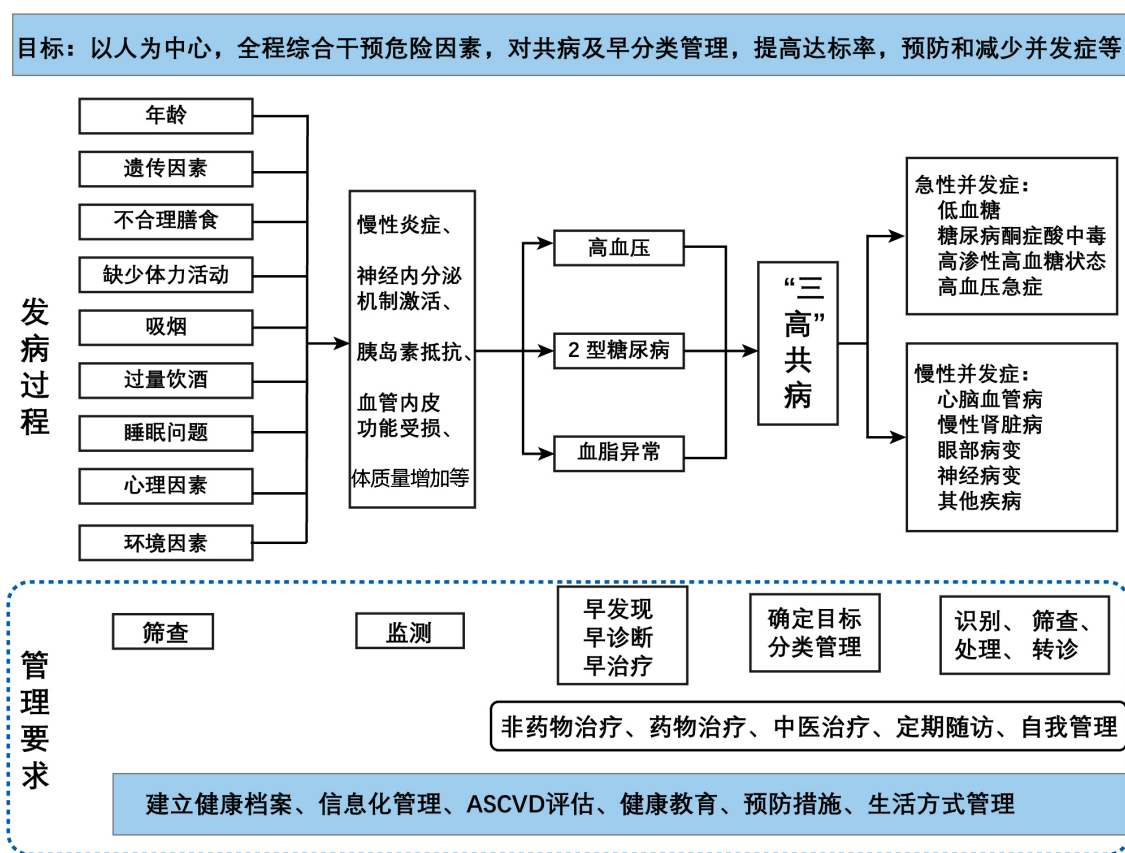 目标：以人为中心，全程综合干预危险因素，对共病及早分类管理，提高达标率，预防和减少并发症等
发病过程
年龄
遗传因素
不合理膳食
缺少体力活动
吸烟
过量饮酒
睡眠问题
心理因素
环境因素
慢性炎症、
神经内分泌
机制激活、
胰岛素抵抗、
血管内皮
功能受损、
体质量增加等
高血压
2 型糖尿病
血脂异常
“三
高”
共
病
急性并发症：
低血糖
糖尿病酮症酸中毒
高渗性高血糖状态
高血压急症
慢性并发症：
心脑血管病
慢性肾脏病
眼部病变
神经病变
其他疾病
管理要求
筛查
监测
早发现
早诊断
早治疗
确定目标
分类管理
识别、筛查、
处理、转诊
非药物治疗、药物治疗、中医治疗、定期随访、自我管理
建立健康档案、信息化管理、ASCVD评估、健康教育、预防措施、生活方式管理